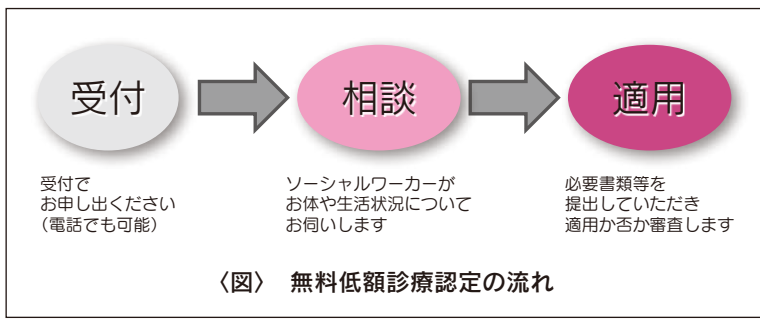 受付
相談
適用
受付で
お申し出ください
（電話でも可能）
ソーシャルワーカーが
お体や生活状況について
お伺いします
必要書類等を
提出していただき
適用か否か審査します
〈図〉 無料低額診療認定の流れ